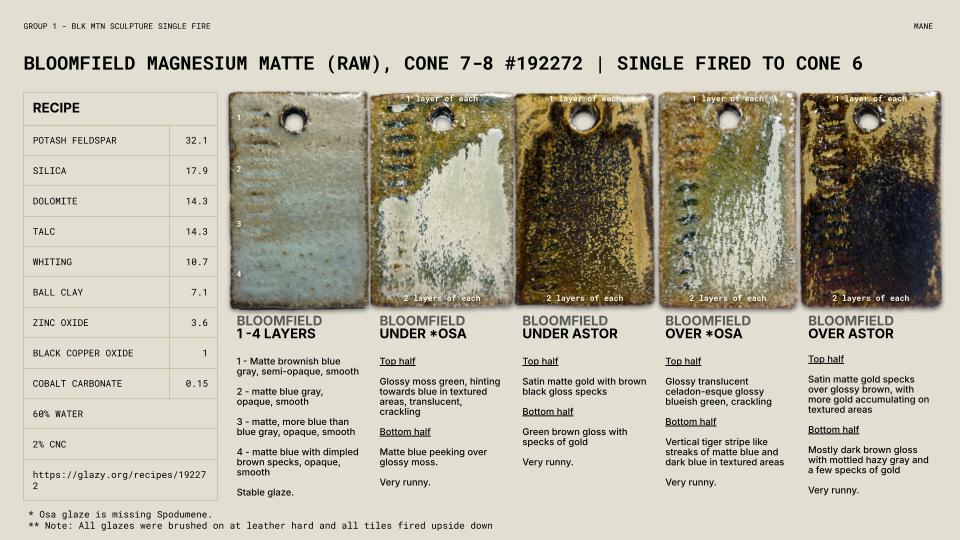 GROUP 1 - BLK MTN SCULPTURE SINGLE FIRE
MANE
BLOOMFIELD MAGNESIUM MATTE (RAW), CONE 7-8 #192272 | SINGLE FIRED TO CONE 6
RECIPE
POTASH FELDSPAR 32.1
SILICA 17.9
DOLOMITE 14.3
TALC 14.3
WHITING 10.7
BALL CLAY 7.1
ZINC OXIDE 3.6
BLACK COPPER OXIDE 1
COBALT CARBONATE 0.15
60% WATER
2% CNC
https://glazy.org/recipes/19227
2
1
2
3
4
BLOOMFIELD
1-4 LAYERS
1 - Matte brownish blue
gray, semi-opaque, smooth
2 - matte blue gray,
opaque, smooth
3 - matte, more blue than
blue gray, opaque, smooth
4 - matte blue with dimpled
brown specks, opaque,
smooth
Stable glaze.
1 layer of each
2 layers of each
BLOOMFIELD
UNDER *OSA
Top half
Glossy moss green, hinting
towards blue in textured
areas, translucent,
crackling
Bottom half
Matte blue peeking over
glossy moss.
Very runny.
1 layer of each
2 layers of each
BLOOMFIELD
UNDER ASTOR
Top half
Satin matte gold with brown
black gloss specks
Bottom half
Green brown gloss with
specks of gold
Very runny.
1 layer of each
2 layers of each
BLOOMFIELD
OVER *OSA
Top half
Glossy translucent
celadon-esque glossy
blueish green, crackling
Bottom half
Vertical tiger stripe like
streaks of matte blue and
dark blue in textured areas
Very runny.
1 layer of each
2 layers of each
BLOOMFIELD
OVER ASTOR
Top half
Satin matte gold specks
over glossy brown, with
more gold accumulating on
textured areas
Bottom half
Mostly dark brown gloss
with mottled hazy gray and
a few specks of gold
Very runny.
* Osa glaze is missing Spodumene.
** Note: All glazes were brushed on at leather hard and all tiles fired upside down